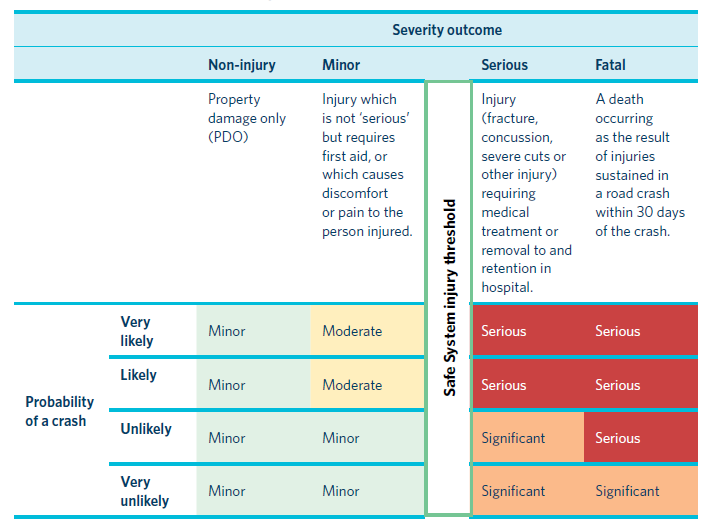 Severity outcome
Non-injury Minor Serious Fatal
Property
damage only
(PDO)
Injury which
is not ‘serious’
but requires
first aid, or
which causes
discomfort
or pain to the
person injured.
Safe System injury threshold
Injury
(fracture,
concussion,
severe cuts or
other injury)
requiring
medical
treatment or
removal to and
retention in
hospital.
A death
occurring
as the result
of injuries
sustained in
a road crash
within 30 days
of the crash.
Probability
of a crash
Very
likely
Minor Moderate Serious Serious
Likely
Minor Moderate Serious Serious
Unlikely
Minor Minor Significant Serious
Very
unlikely
Minor Minor Significant Significant